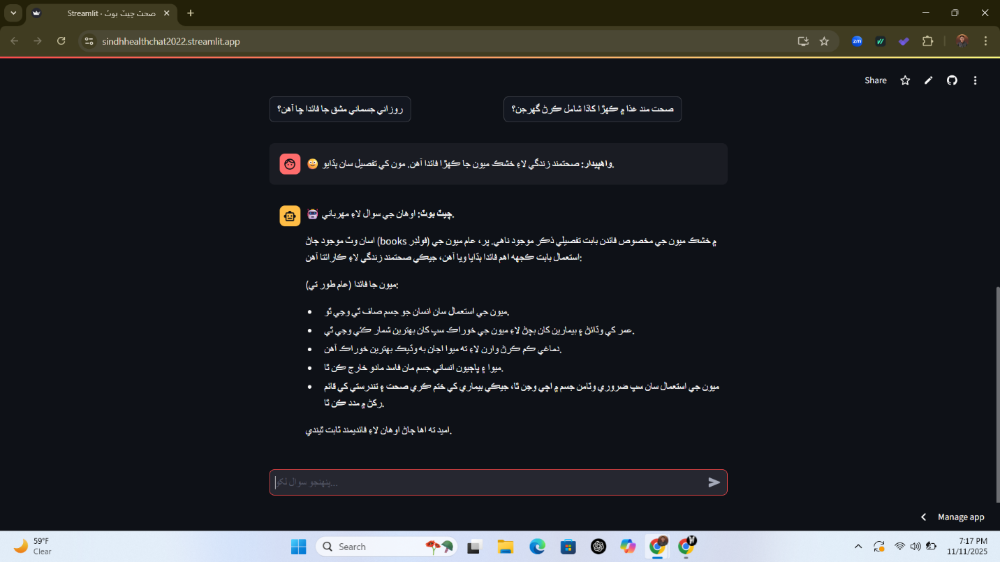 Streamlit · صحت چيٽ بوٽ
sindhhealthchat2022.streamlit.app
Share
روزاني جسماني مشق جا فائدا ڇا آهن؟
صحت مند غذا ۾ ڪهڙا کاڌا شامل ڪرڻ گهرجن؟
واهپيدار: صحتمند زندگي لاءِ خشڪ ميون جا ڪهڙا فائدا آهن. مون کي تفصيل سان ٻڌايو.
چيٽ بوٽ: اوهان جي سوال لاءِ مهرباني.
اسان وٽ موجود ڄاڻ (books فولڊر) ۾ خشڪ ميون جي مخصوص فائدن بابت تفصيلي ذڪر موجود ناهي. پر، عام ميون جي
استعمال بابت ڪجهه اهم فائدا ٻڌايا ويا آهن، جيڪي صحتمند زندگي لاءِ ڪارائتا آهن:
ميون جا فائدا (عام طور تي):
ميون جي استعمال سان انسان جو جسم صاف ٿي وڃي ٿو.
عمر کي وڌائڻ ۽ بيمارين کان بچڻ لاءِ ميون جي خوراڪ سڀ کان بهترين شمار ڪئي وڃي ٿي.
دماغي ڪم ڪرڻ وارن لاءِ ته ميوا اڃان به وڌيڪ بهترين خوراڪ آهن.
ميوا ۽ ڀاڄيون انساني جسم مان فاسد مادو خارج ڪن ٿا.
ميون جي استعمال سان سڀ ضروري وٽامن جسم ۾ اچي وڃن ٿا، جيڪي بيماري کي ختم ڪري صحت ۽ تندرستي کي قائم
رکڻ ۾ مدد ڪن ٿا.
اميد ته اها ڄاڻ اوهان لاءِ فائديمند ثابت ٿيندي.
پنهنجو سوال لکو...
Manage app
59°F
Clear
Search
7:17 PM
11/11/2025